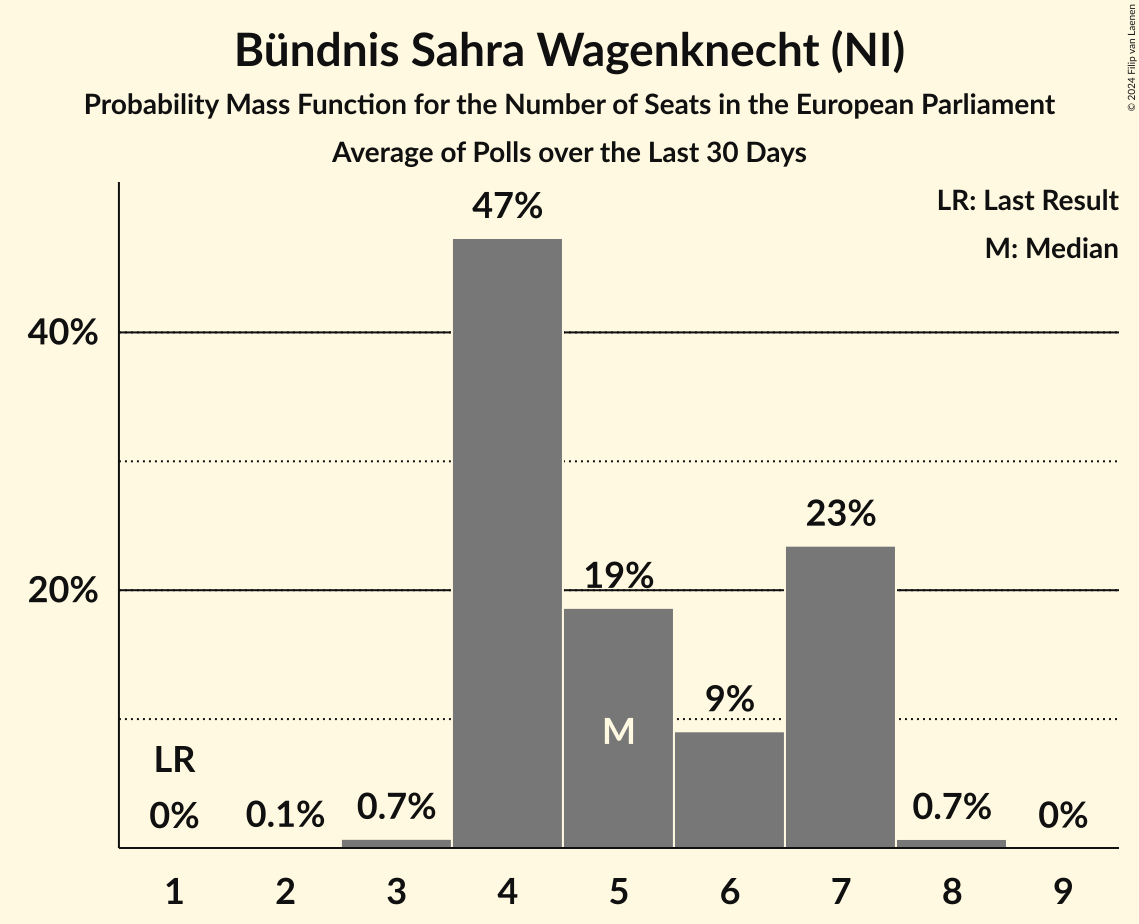 Bündnis Sahra Wagenknecht (NI)
Probability Mass Function for the Number of Seats in the European Parliament
Average of Polls over the Last 30 Days
© 2024 Filip van Laenen
LR: Last Result
M: Median
47%
40%
23%
20%
19%
9%
M
LR
0%
0.1%
0.7%
0.7%
0%
1 2 3 4 5 6 7 8 9